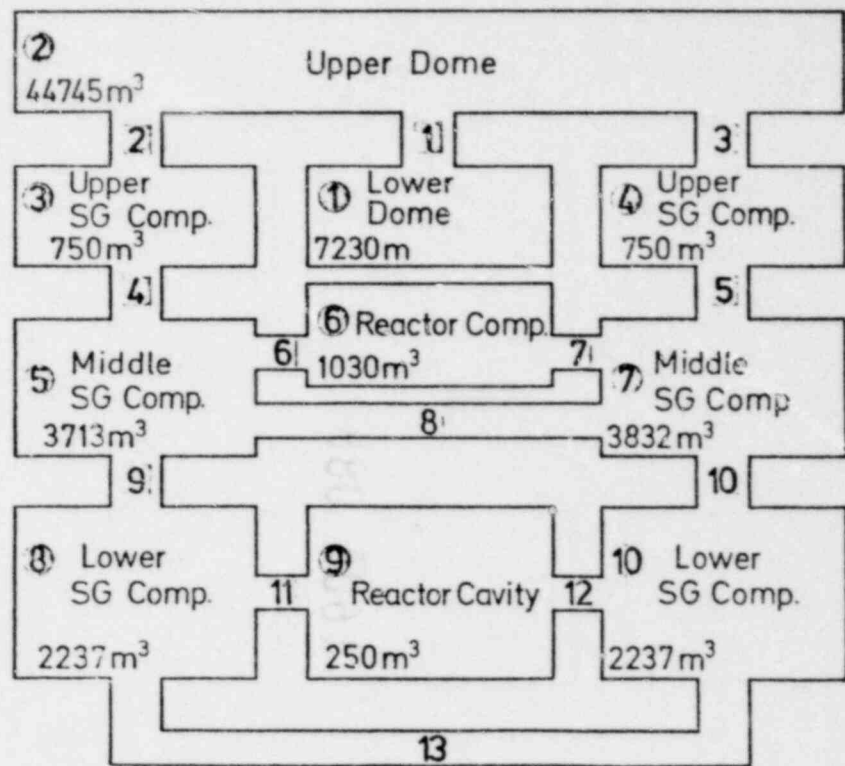 ②
Upper Dome
44745m³
2
1
3
③ Upper
SG Comp.
750m³
① Lower
Dome
7230m
④ Upper
SG Comp.
750m³
4
5
⑥ Reactor Comp.
1030m³
6
7
⑤ Middle
SG Comp.
3713m³
⑦ Middle
SG Comp
3832m³
8
9
10
⑧ Lower
SG Comp.
2237m³
11
⑨
Reactor Cavity
250m³
12
10 Lower
SG Comp.
2237m³
13